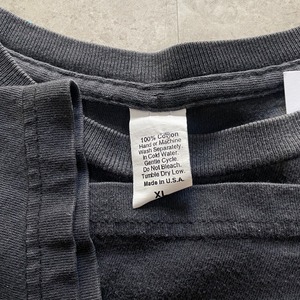 100% Cotton
Hand or Machine
Wash Separately
In Cold Water
Gentle Cycle.
Do Not Bleach.
Tumble Dry Low.
Made in U.S.A.
XL